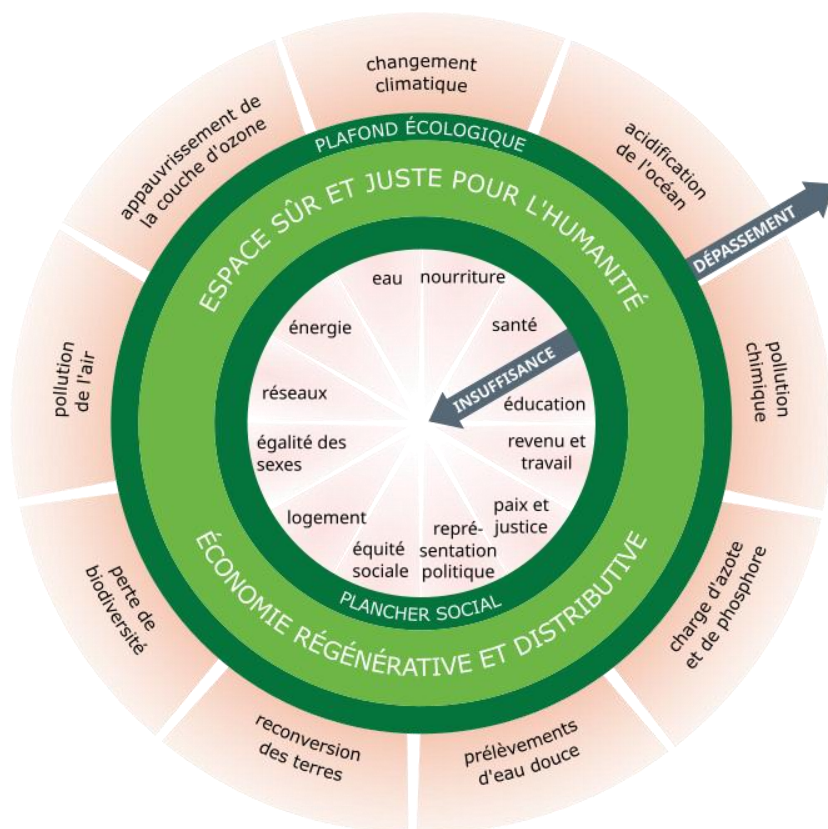 changement
climatique
acidification
de l'océan
DÉPASSEMENT
pollution
chimique
charge d'azote
et de phosphore
prélèvements
d'eau douce
reconversion
des terres
perte de
biodiversité
pollution
de l'air
appauvrissement de
la couche d'ozone
PLAFOND ÉCOLOGIQUE
ESPACE SÛR ET JUSTE POUR L'HUMANITÉ
eau
nourriture
santé
INSUFFISANCE
éducation
revenu et
travail
paix et
justice
repré-
sentation
politique
équité
sociale
logement
égalité des
sexes
réseaux
énergie
PLANCHER SOCIAL
ÉCONOMIE RÉGÉNÉRATIVE ET DISTRIBUTIVE